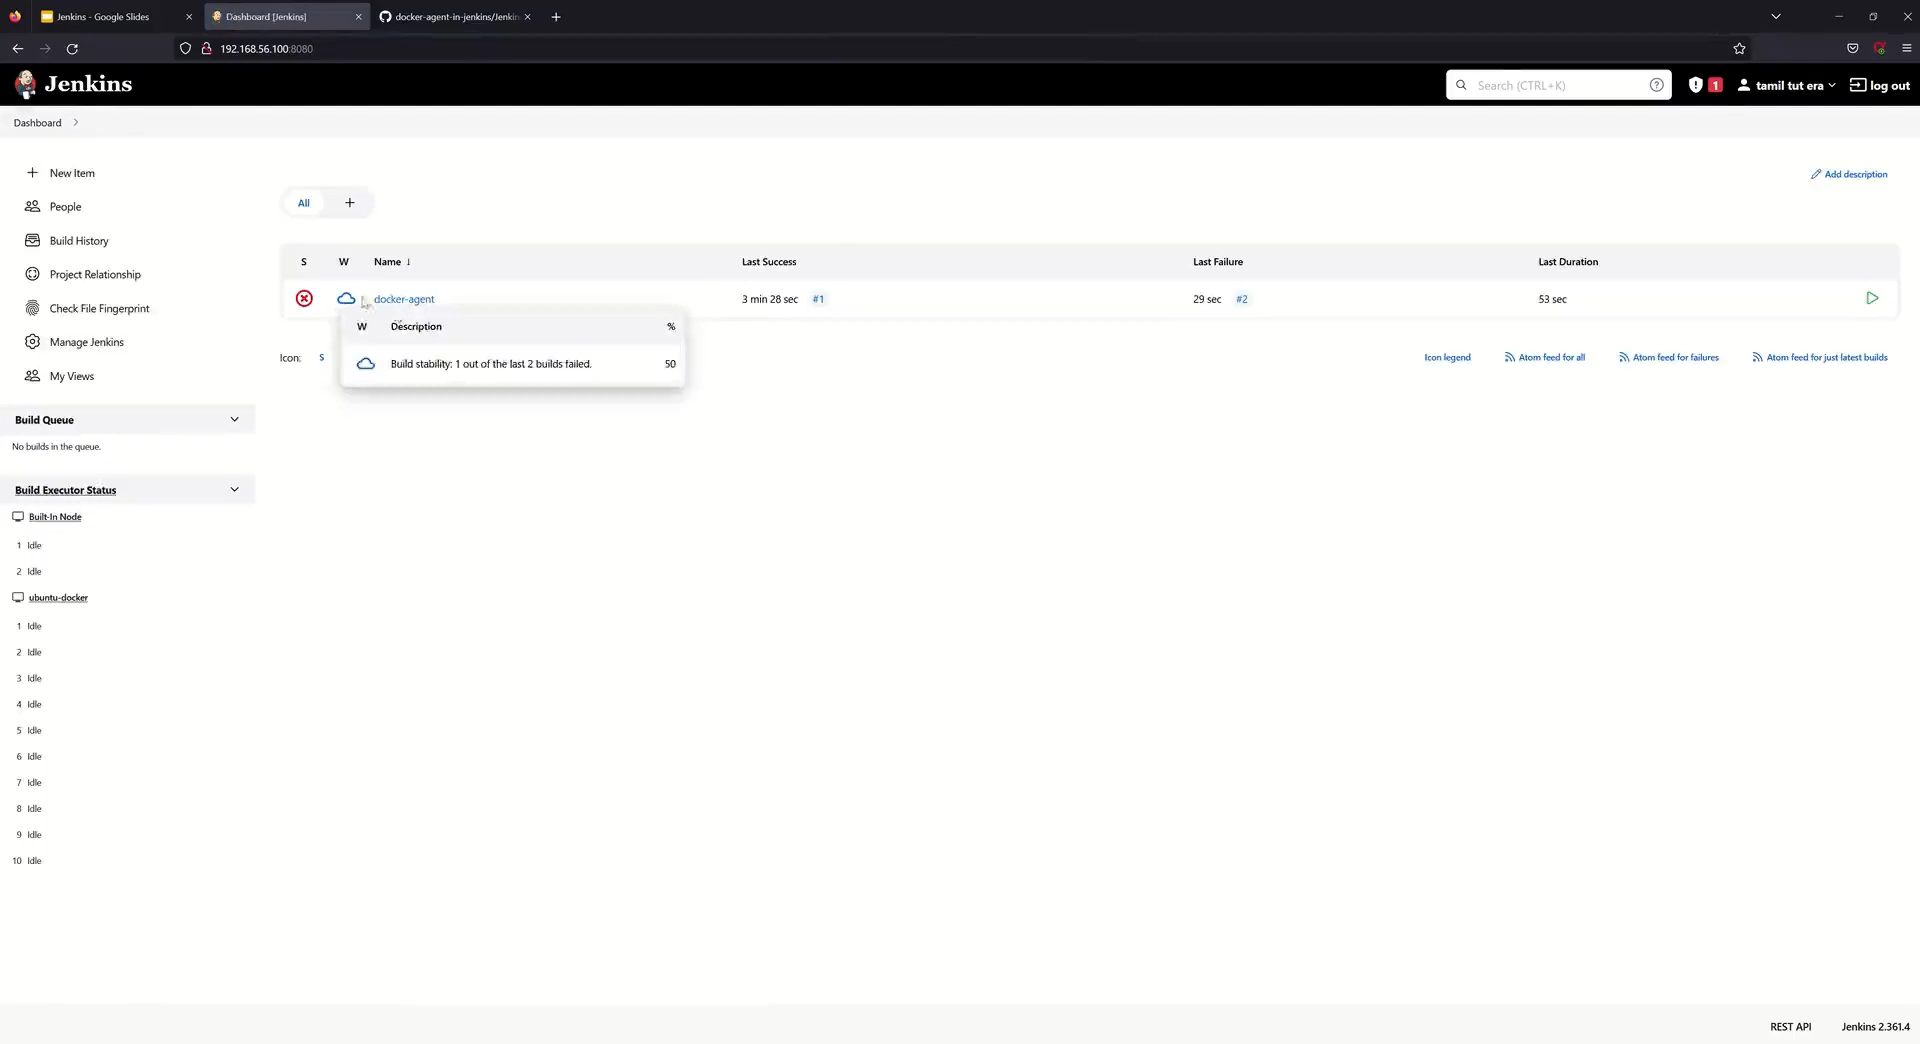 Jenkins - Google Slides
Dashboard [Jenkins]
docker-agent-in-jenkins/Jenkin
192.168.56.100:8080
Jenkins
Search (CTRL+K)
1
tamil tut era
log out
Dashboard
New Item
People
Build History
Project Relationship
Check File Fingerprint
Manage Jenkins
My Views
Build Queue
No builds in the queue.
Build Executor Status
Built-In Node
1 Idle
2 Idle
ubuntu-docker
1 Idle
2 Idle
3 Idle
4 Idle
5 Idle
6 Idle
7 Idle
8 Idle
9 Idle
10 Idle
Add description
All +
S W Name ↓ Last Success Last Failure Last Duration
docker-agent 3 min 28 sec #1 29 sec #2 53 sec
W Description %
Build stability: 1 out of the last 2 builds failed. 50
Icon: S
Icon legend Atom feed for all Atom feed for failures Atom feed for just latest builds
REST API Jenkins 2.361.4